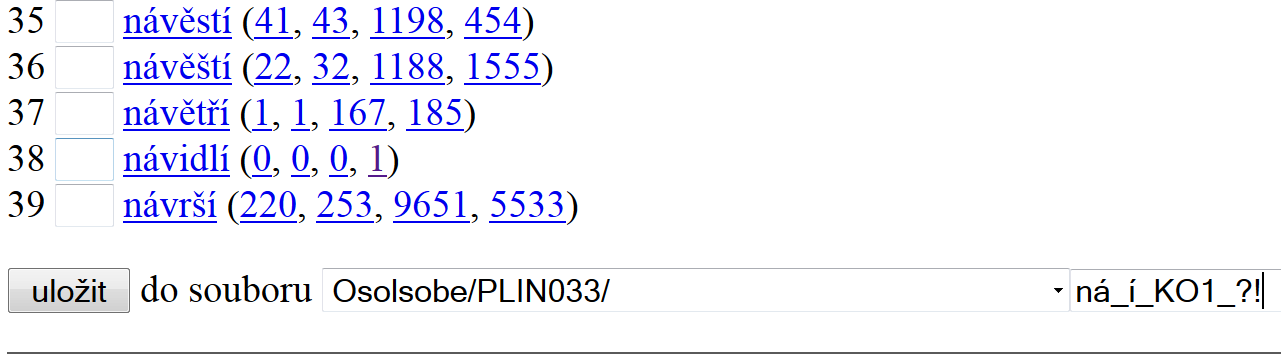 35 návěstí (41, 43, 1198, 454)
36 návěští (22, 32, 1188, 1555)
37 návětří (1, 1, 167, 185)
38 návidlí (0, 0, 0, 1)
39 návrší (220, 253, 9651, 5533)
uložit do souboru Osolsobe/PLIN033/ ná_í_KO1_?!